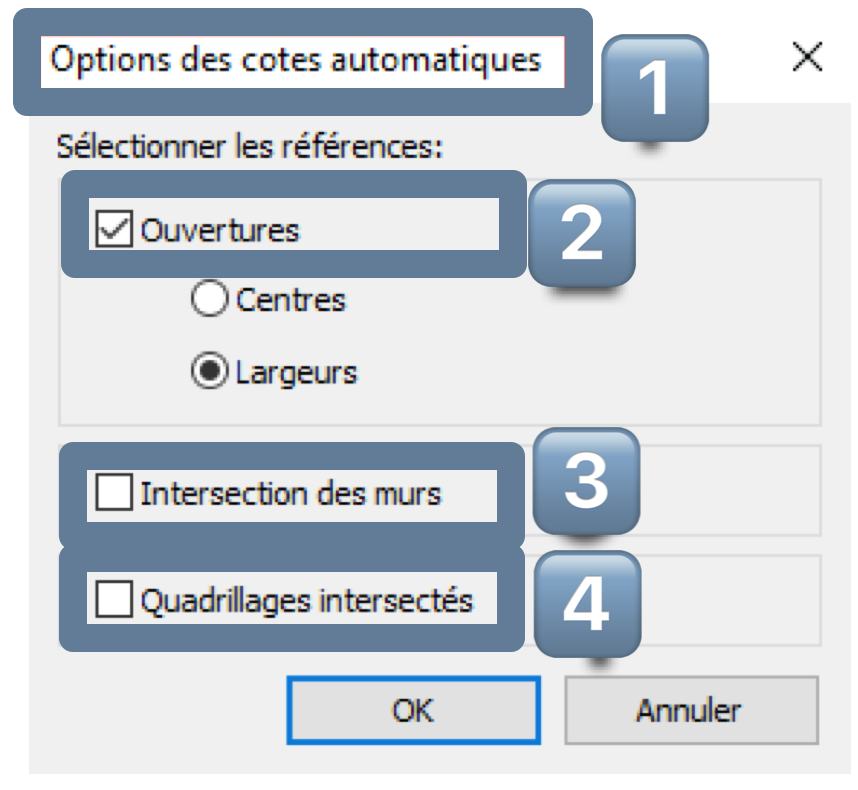 Options des cotes automatiques
1
Sélectionner les références:
Ouvertures
2
Centres
Largeurs
Intersection des murs
3
Quadrillages intersectés
4
OK Annuler